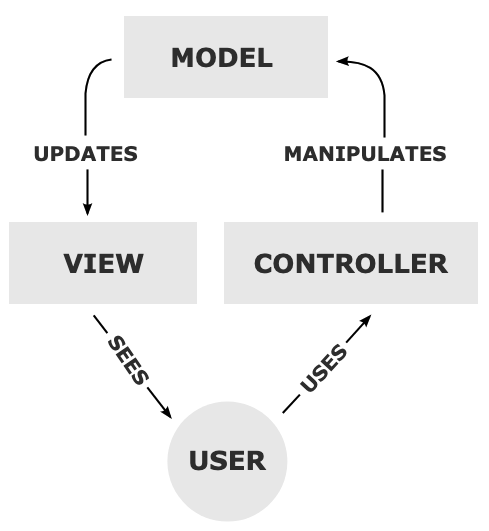 MODEL
UPDATES
MANIPULATES
VIEW
CONTROLLER
SEES
USES
USER